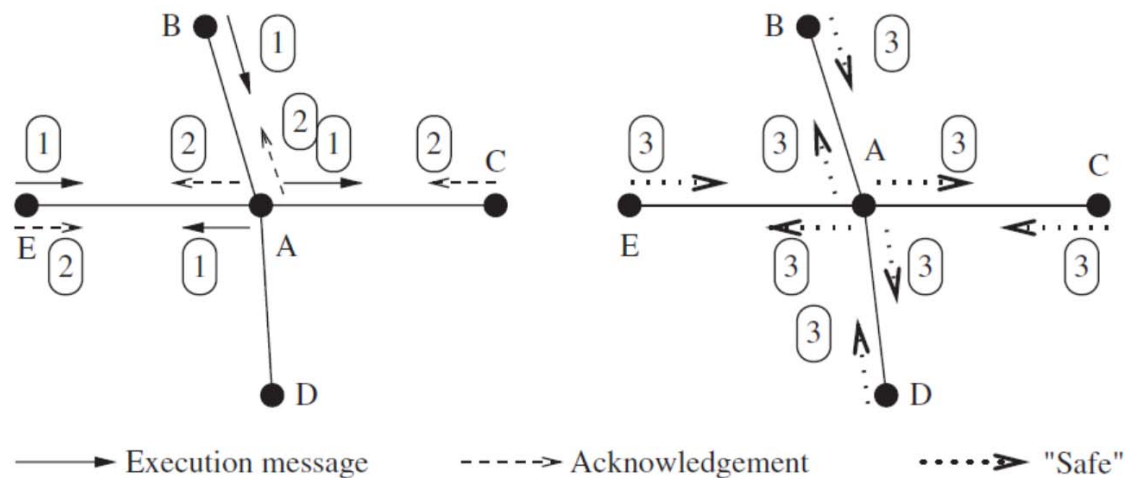 B 1 B 3
1 2 2 1 2 C 3 3 A 3 C
E 2 1 A E 3 3 3
3
D D
Execution message Acknowledgement "Safe"